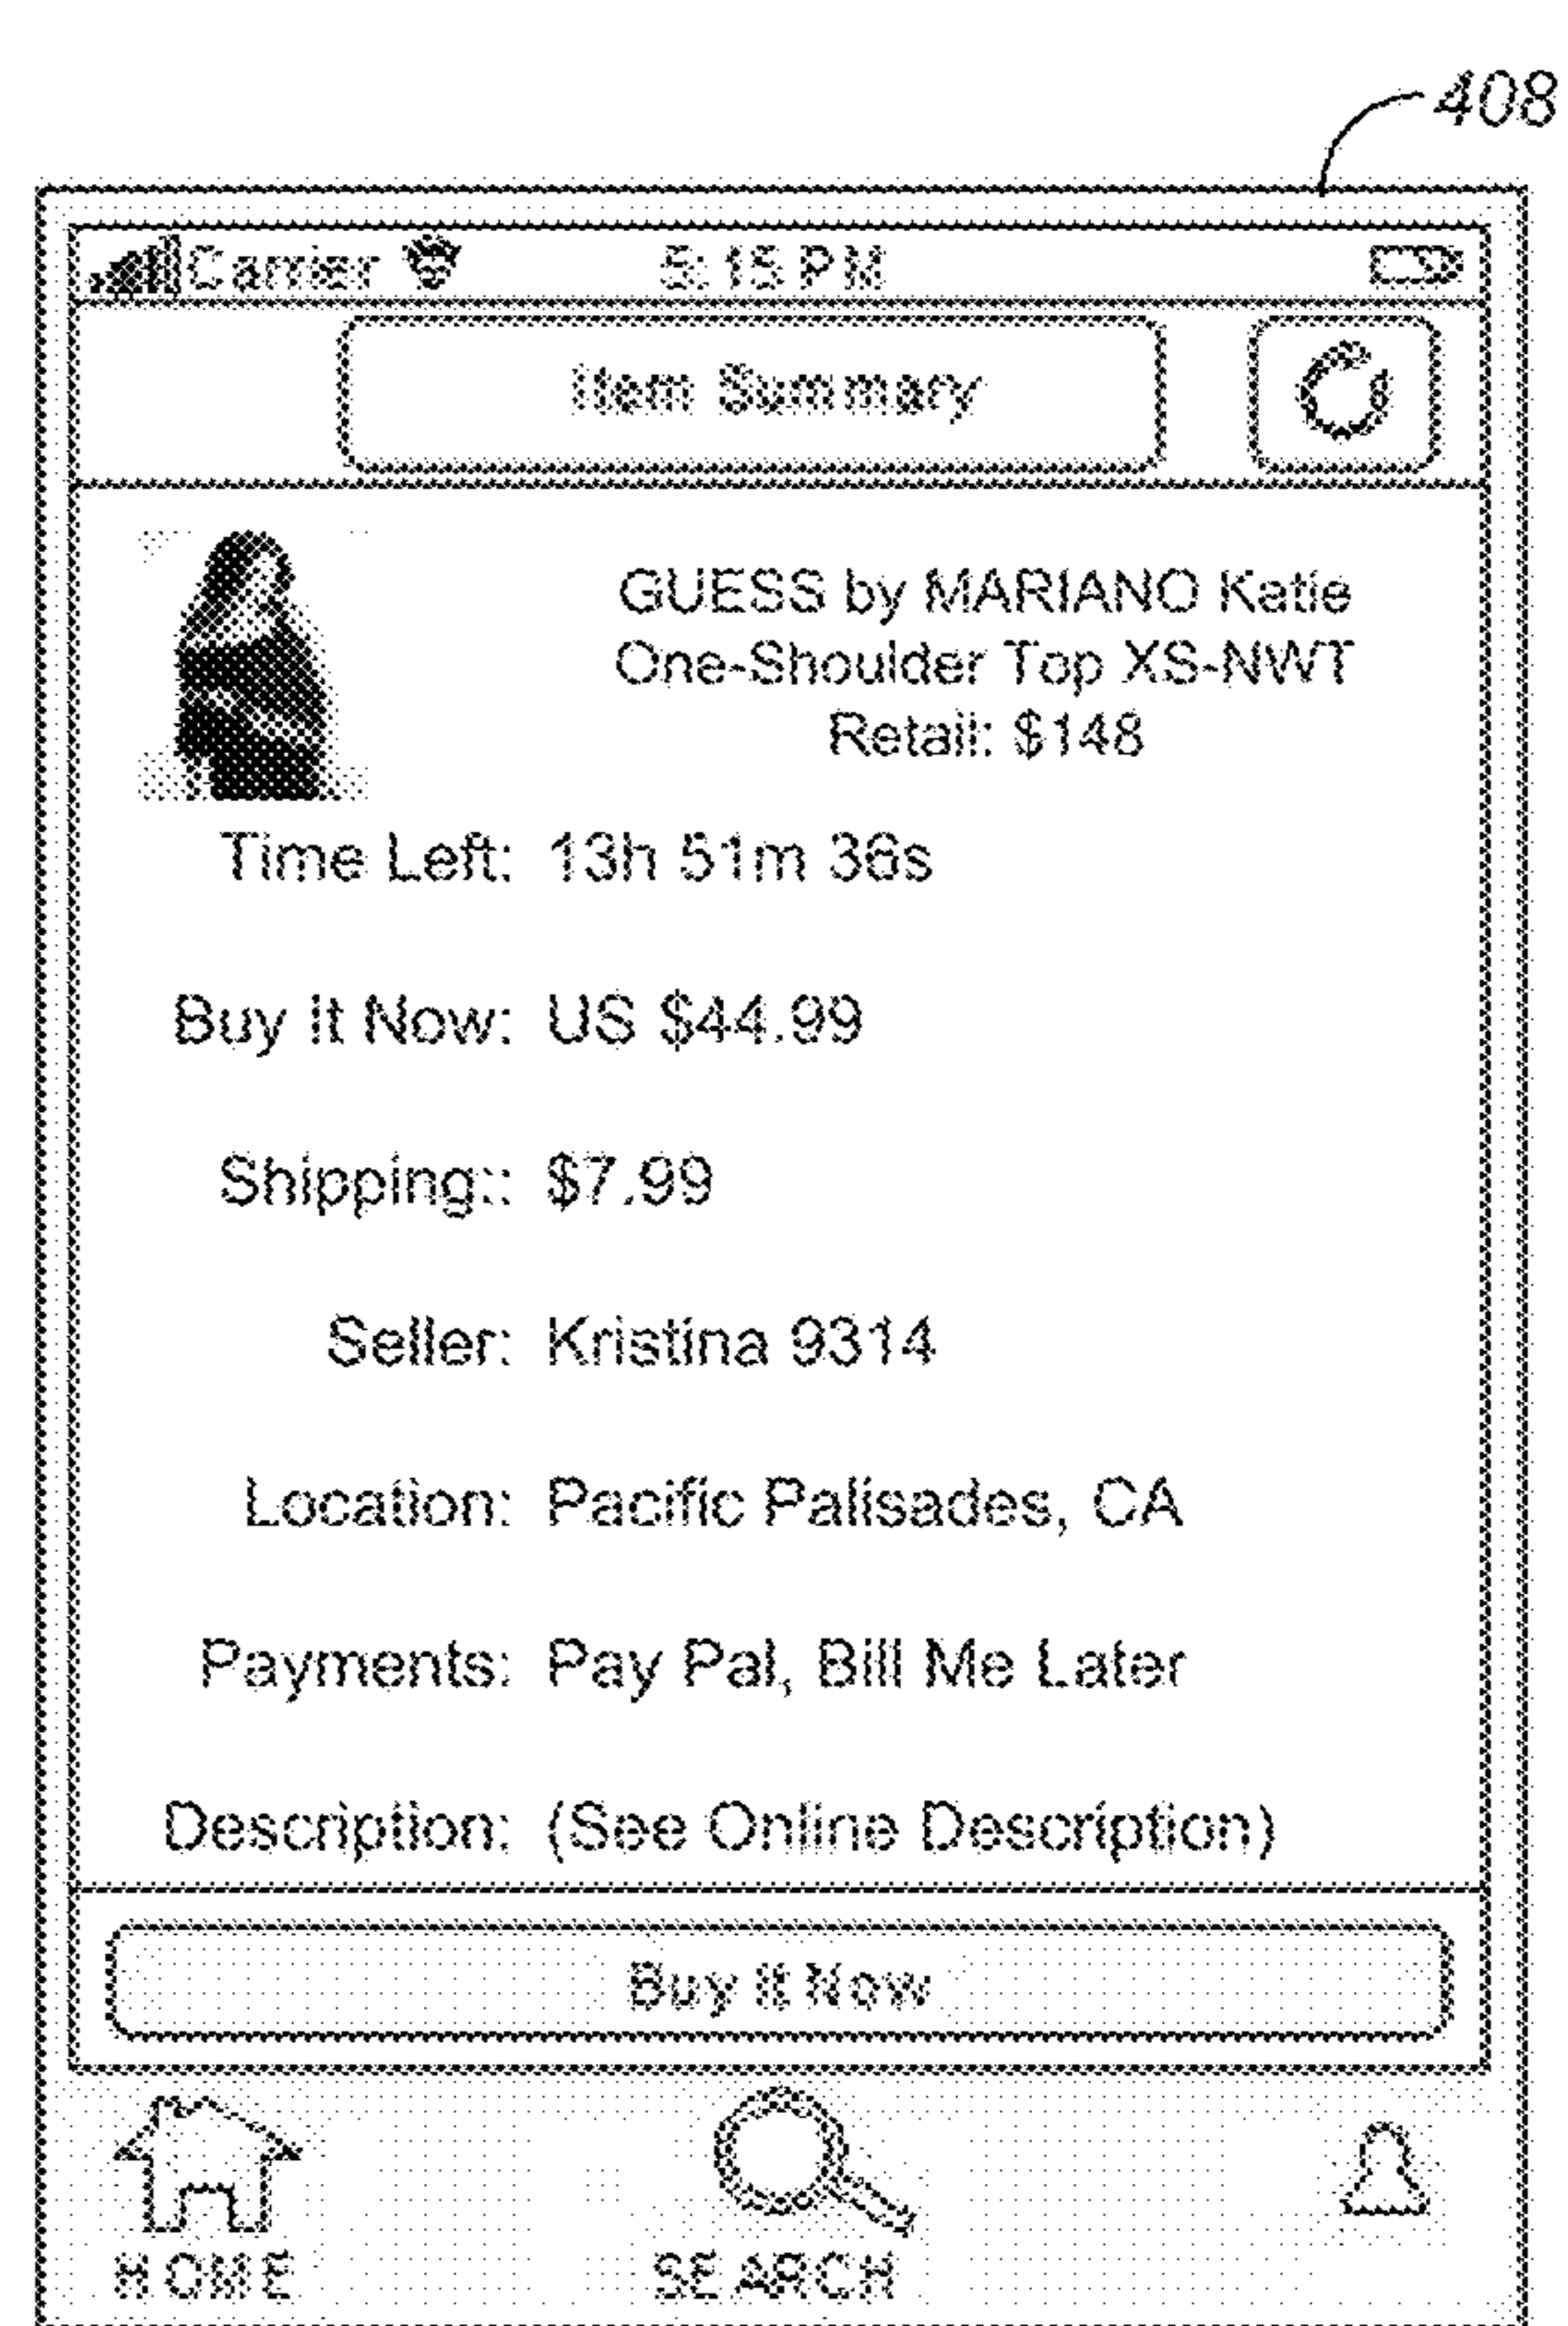 408
Carrier 5:15 PM
Item Summary
GUESS by MARIANO Katie
One-Shoulder Top XS-NWT
Retail: $148
Time Left: 13h 51m 36s
Buy it Now: US $44.99
Shipping:: $7.99
Seller: Kristina 9314
Location: Pacific Palisades, CA
Payments: Pay Pal, Bill Me Later
Description: (See Online Description)
Buy it Now
HOME SEARCH